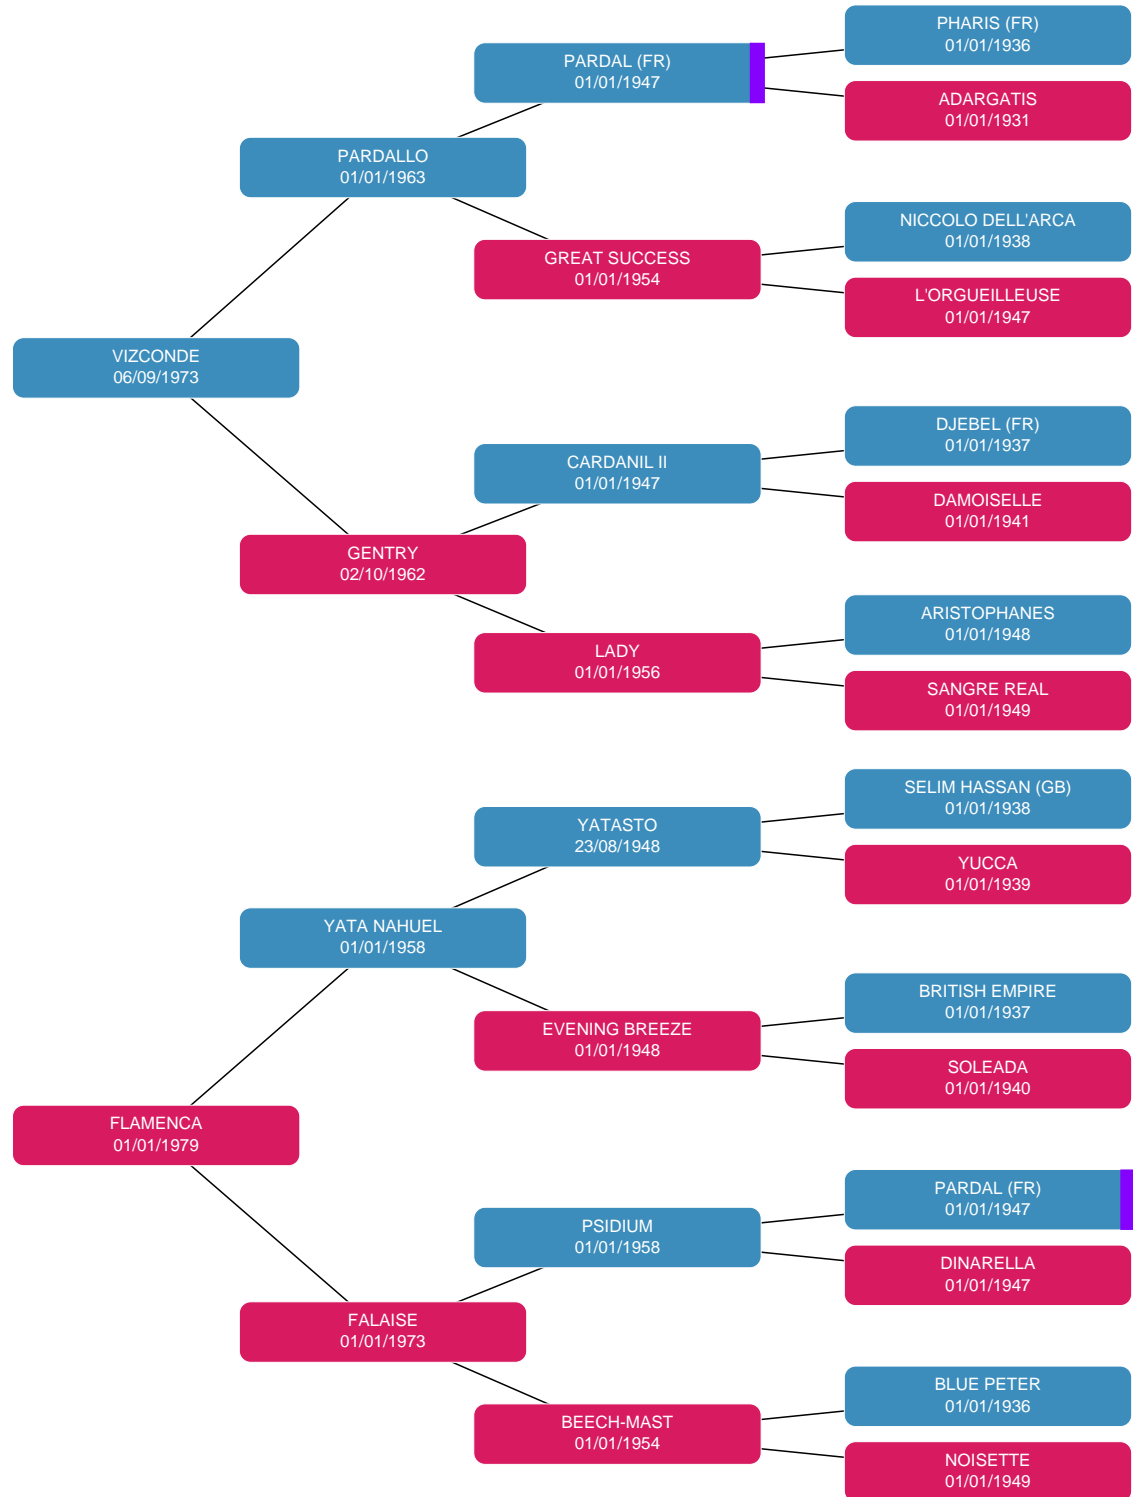 PHARIS (FR)
01/01/1936
PARDAL (FR)
01/01/1947
ADARGATIS
01/01/1931
PARDALLO
01/01/1963
NICCOLO DELL'ARCA
01/01/1938
GREAT SUCCESS
01/01/1954
L'ORGUEILLEUSE
01/01/1947
VIZCONDE
06/09/1973
DJEBEL (FR)
01/01/1937
CARDANIL II
01/01/1947
DAMOISELLE
01/01/1941
GENTRY
02/10/1962
ARISTOPHANES
01/01/1948
LADY
01/01/1956
SANGRE REAL
01/01/1949
SELIM HASSAN (GB)
01/01/1938
YATASTO
23/08/1948
YUCCA
01/01/1939
YATA NAHUEL
01/01/1958
BRITISH EMPIRE
01/01/1937
EVENING BREEZE
01/01/1948
SOLEADA
01/01/1940
FLAMENCA
01/01/1979
PARDAL (FR)
01/01/1947
PSIDIUM
01/01/1958
DINARELLA
01/01/1947
FALAISE
01/01/1973
BLUE PETER
01/01/1936
BEECH-MAST
01/01/1954
NOISETTE
01/01/1949